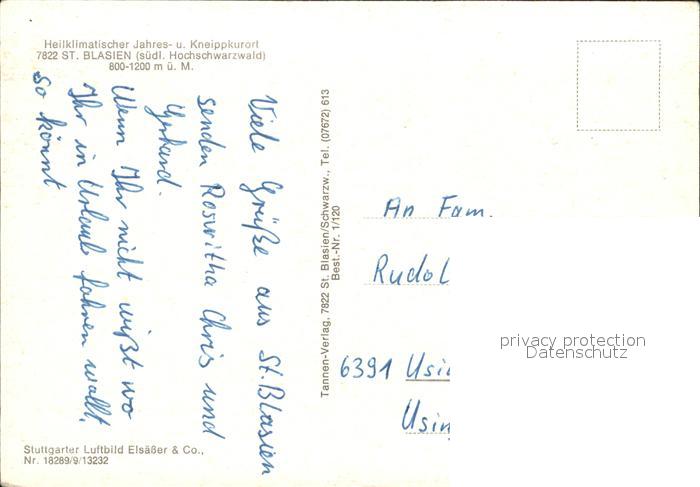 Heilklimatischer Jahres- u. Kneippkurort
7822 ST. BLASIEN (südl. Hochschwarzwald)
800-1200 m ü. M.
Viele Grüße aus St. Blasien
senden Roswitha Chris und
Gerhard.
Wenn Ihr nicht wißt wo
Ihr in Urlaub fahren wollt,
so könnt
Stuttgarter Luftbild Elsäßer & Co.,
Nr. 18289/9/13232
Tannen-Verlag, 7822 St. Blasien/Schwarzw., Tel. (07672) 613
Best.-Nr. 1/120
An Fam.
Rudol
6391 Usin
Usin
privacy protection
Datenschutz